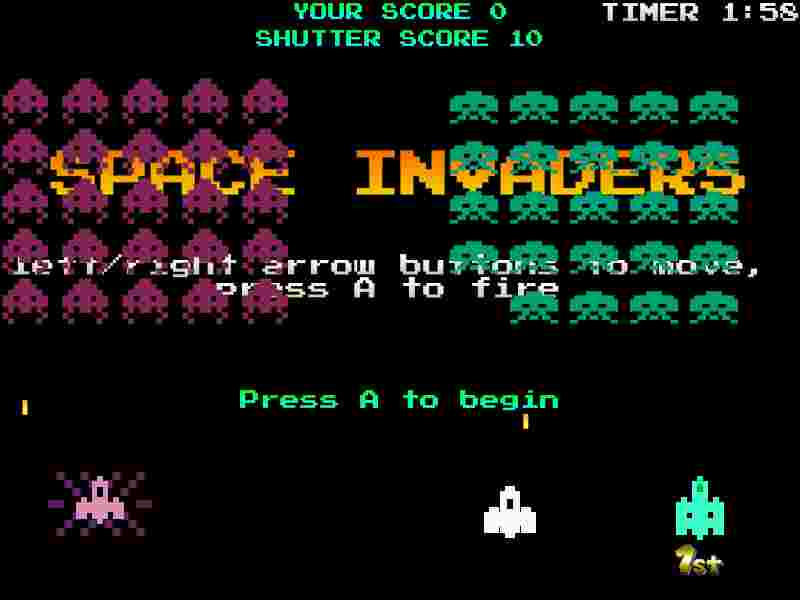 YOUR SCORE 0
TIMER 1:58
SHUTTER SCORE 10
SPACE INVADERS
left/right arrow buttons to move,
press A to fire
Press A to begin
1st